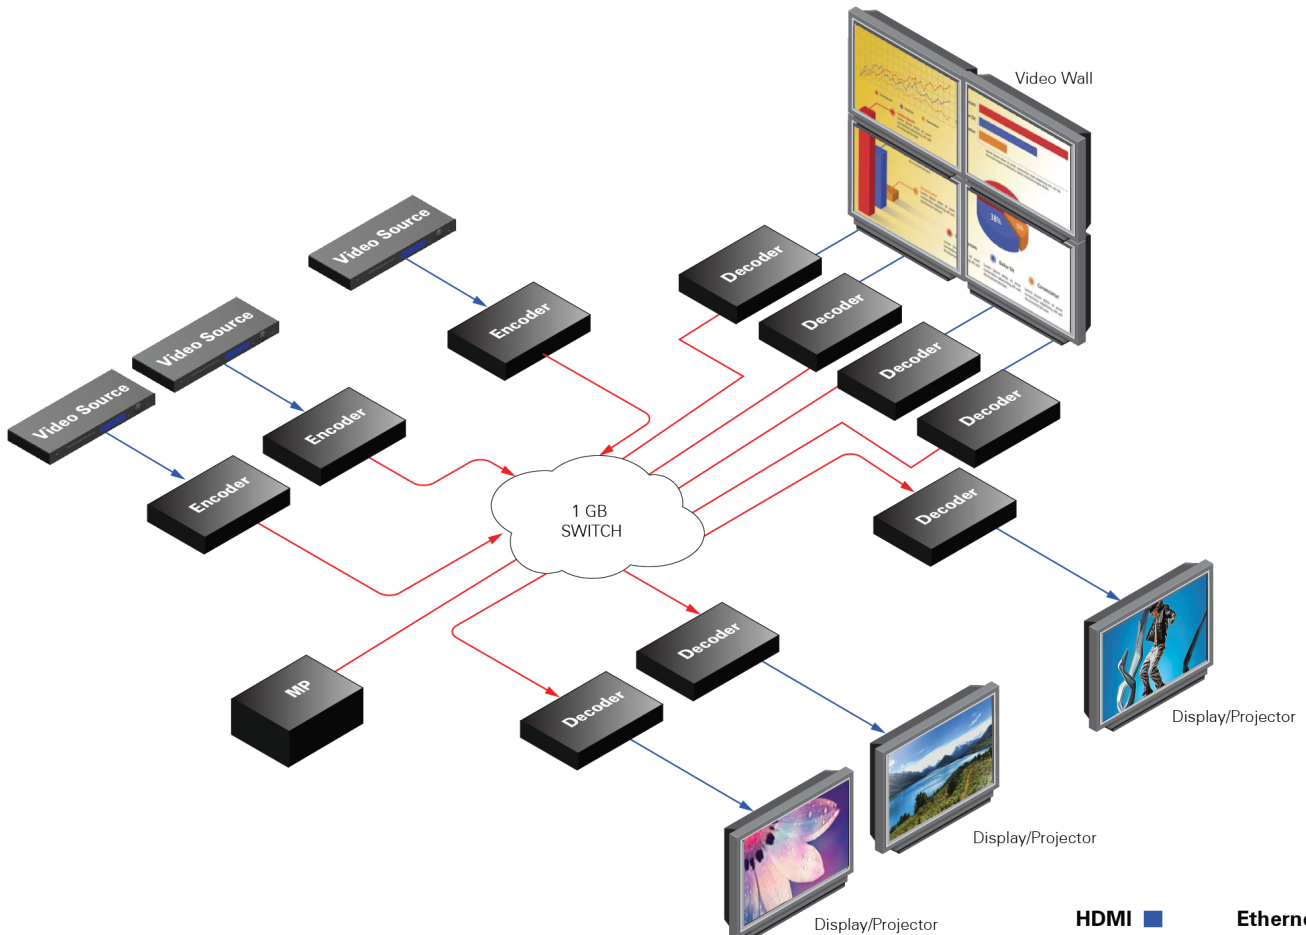 Video Wall
Video Source
Decoder
Decoder
Encoder
Video Source
Decoder
Video Source
Decoder
Encoder
Encoder
Decoder
1 GB
SWITCH
38%
Decoder
MP
Decoder
Display/Projector
Display/Projector
Display/Projector
HDMI